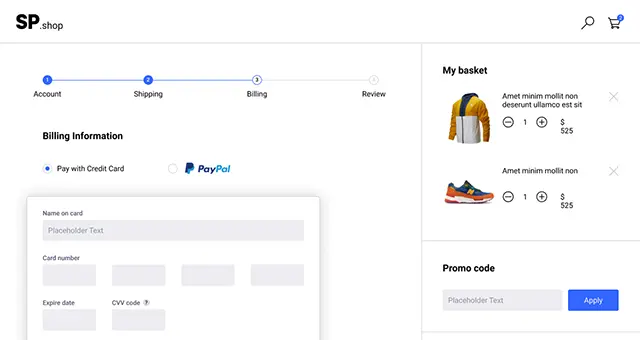 SP.shop
2
1
2
3
Account
Shipping
Billing
Review
Billing Information
Pay with Credit Card
PayPal
Name on card
Placeholder Text
Card number
Expire date
CVV code ?
My basket
Amet minim mollit non
deserunt ullamco est sit
1
$
525
Amet minim mollit non
1
$
525
Promo code
Placeholder Text
Apply